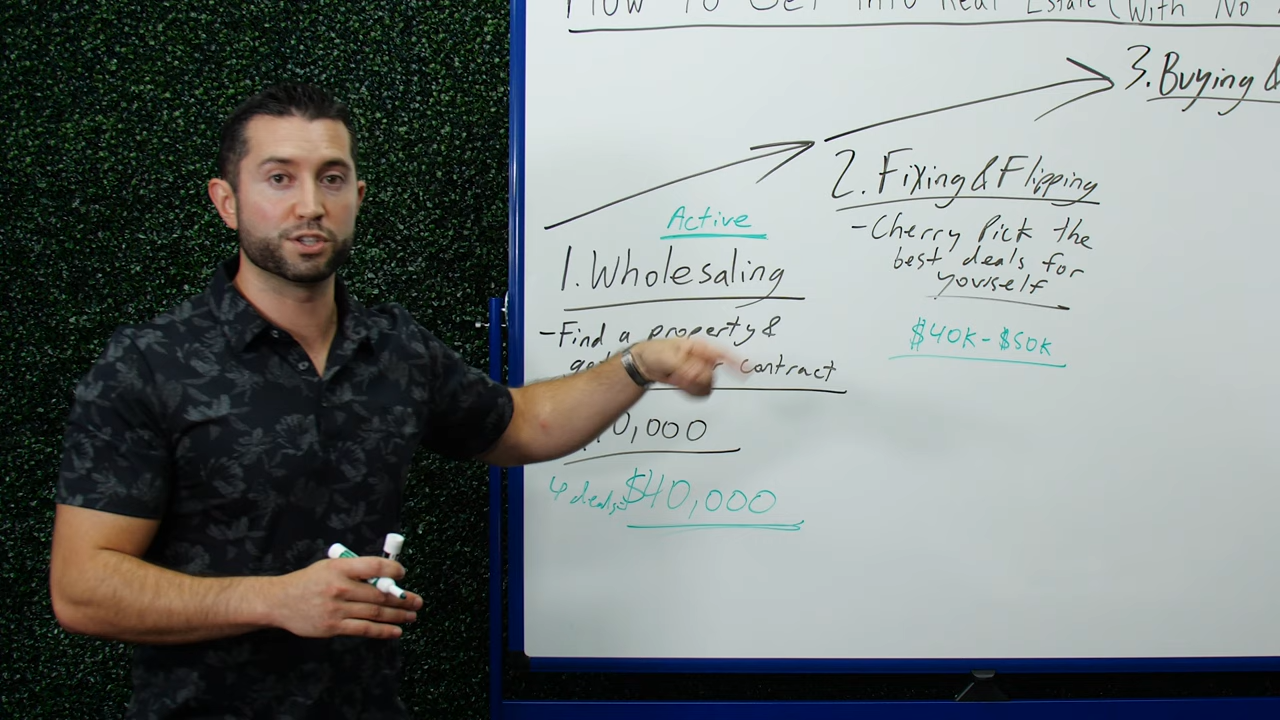 How To Get Into Real Estate (With No
3. Buying &
2. Fixing & Flipping
- Cherry Pick the
best deals for
yourself
$40K - $50K
Active
1. Wholesaling
- Find a property &
contract
0,000
4 deals: $40,000